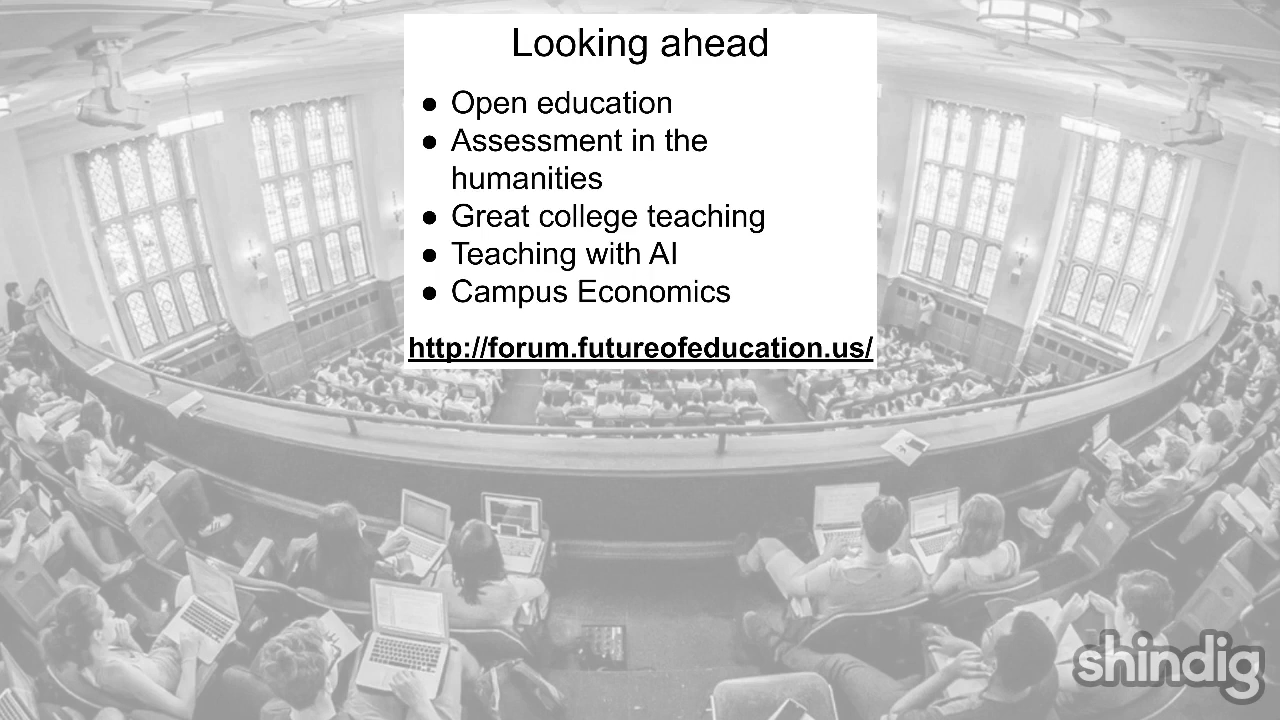 Looking ahead
● Open education
● Assessment in the
humanities
● Great college teaching
● Teaching with AI
● Campus Economics
http://forum.futureofeducation.us/
shindig